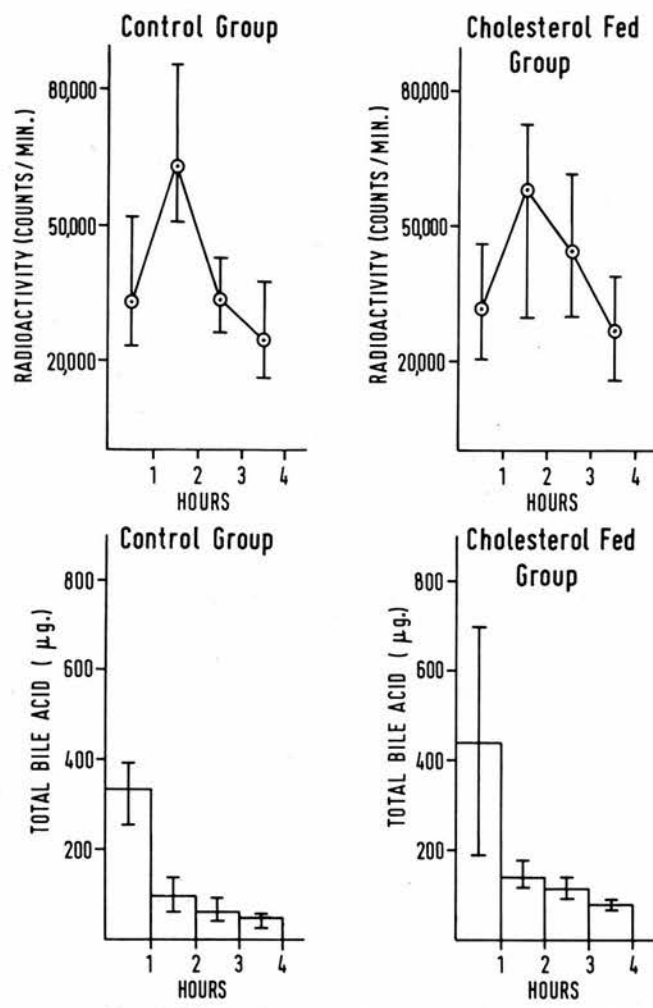 Control Group
80,000
50,000
20,000
RADIOACTIVITY (COUNTS/MIN.)
1 2 3 4
HOURS
Cholesterol Fed
Group
80,000
50,000
20,000
RADIOACTIVITY (COUNTS/MIN.)
1 2 3 4
HOURS
Control Group
800
600
400
200
TOTAL BILE ACID (μg.)
1 2 3 4
HOURS
Cholesterol Fed
Group
800
600
400
200
TOTAL BILE ACID (μg.)
1 2 3 4
HOURS